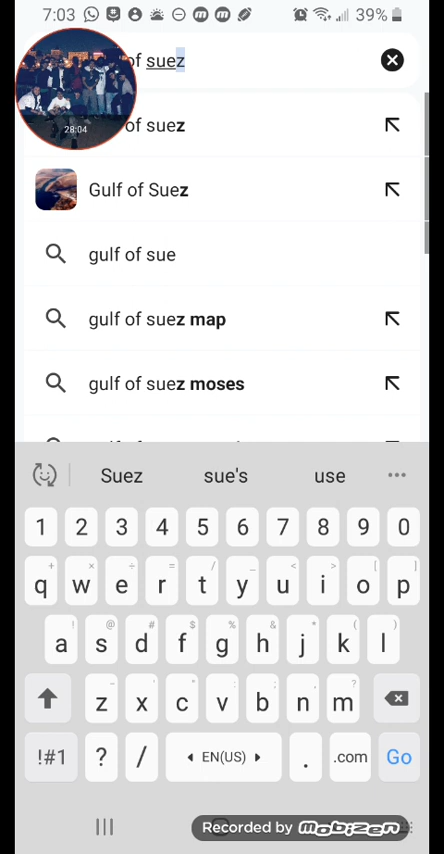 7:03 39%
of suez
28:04
of suez
Gulf of Suez
gulf of sue
gulf of suez map
gulf of suez moses
Suez sue's use ...
1 2 3 4 5 6 7 8 9 0
+ × ÷ = / _ < > [ ]
q w e r t y u i o p
! @ # $ % & * ( )
a s d f g h j k l
- ' " : ; , ?
z x c v b n m
!#1 ? / EN(US) . .com Go
Recorded by Mobizen